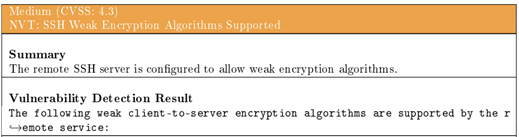 Medium (CVSS: 4.3)
NVT: SSH Weak Encryption Algorithms Supported
Summary
The remote SSH server is configured to allow weak encryption algorithms.
Vulnerability Detection Result
The following weak client-to-server encryption algorithms are supported by the r
↪emote service: